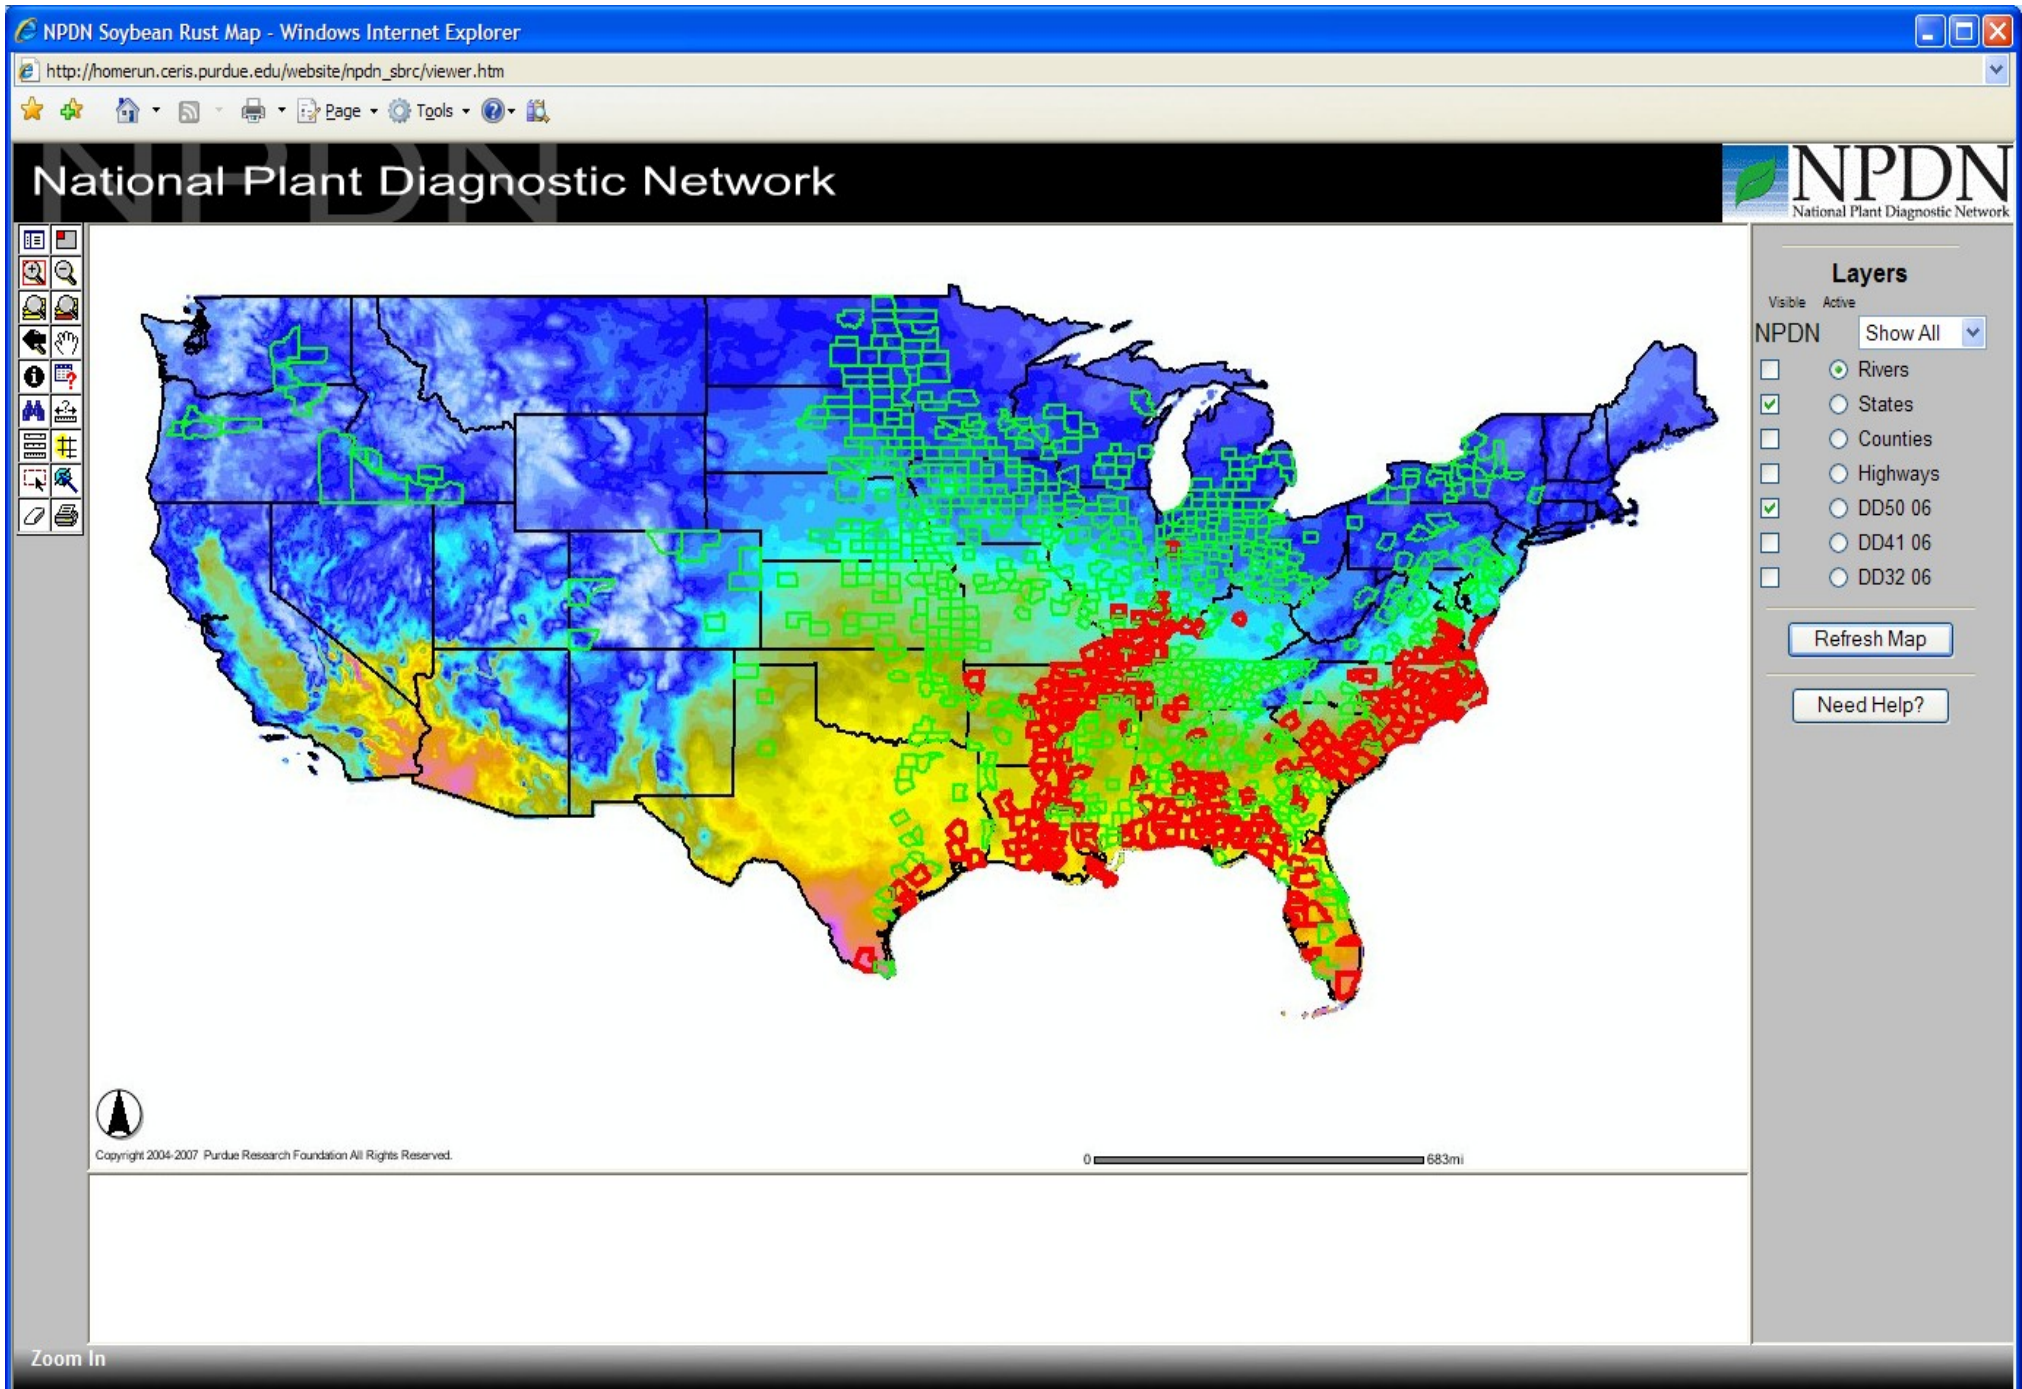 NPDN Soybean Rust Map - Windows Internet Explorer
http://homerun.ceris.purdue.edu/website/npdn_sbrc/viewer.htm
Page Tools
NPDN
National Plant Diagnostic Network
NPDN
National Plant Diagnostic Network
Layers
Visible Active
NPDN Show All
Rivers
States
Counties
Highways
DD50 06
DD41 06
DD32 06
Refresh Map
Need Help?
Copyright 2004-2007 Purdue Research Foundation All Rights Reserved.
0 683mi
Zoom In